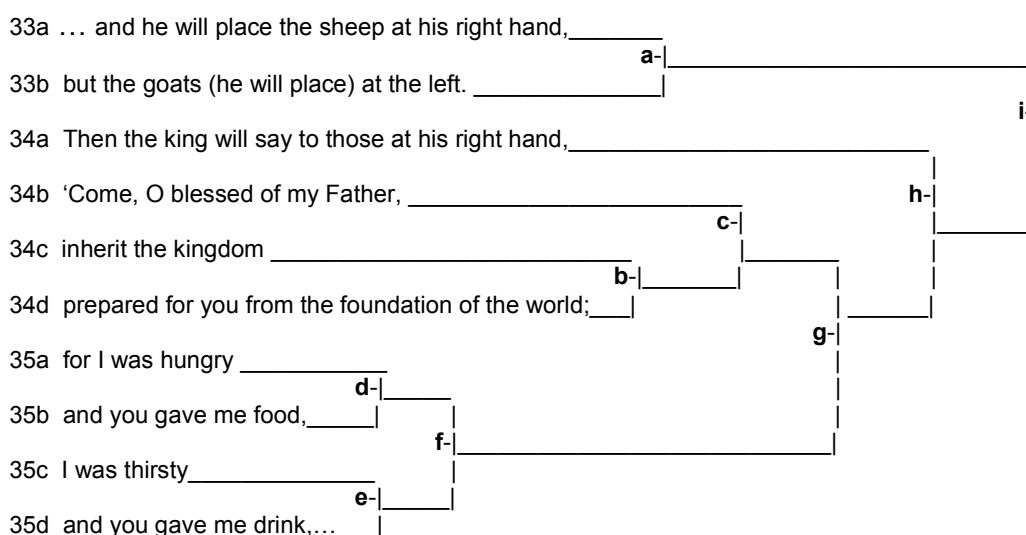 33a … and he will place the sheep at his right hand,
a-
33b but the goats (he will place) at the left.
i-
34a Then the king will say to those at his right hand,
34b ‘Come, O blessed of my Father,
h-
c-
34c inherit the kingdom
b-
34d prepared for you from the foundation of the world;
g-
35a for I was hungry
d-
35b and you gave me food,
f-
35c I was thirsty
e-
35d and you gave me drink,…